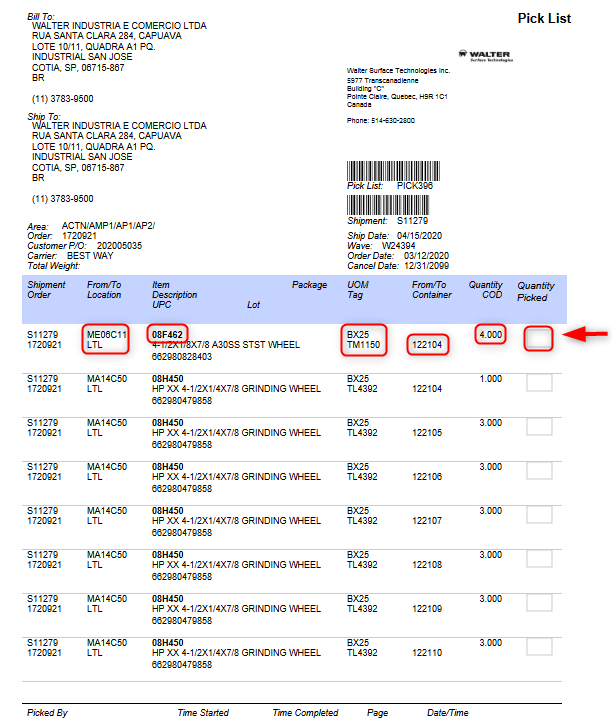 Pick List
Bill To:
WALTER INDUSTRIA E COMERCIO LTDA
RUA SANTA CLARA 284, CAPUAVA
LOTE 10/11, QUADRA A1 PQ.
INDUSTRIAL SAN JOSE
COTIA, SP, 06715-867
BR
(11) 3783-9500
WALTER
Surface Technologies
Walter Surface Technologies Inc.
5977 Transcanadienne
Building "C"
Pointe Claire, Quebec, H9R 1C1
Canada
Phone: 514-630-2800
Ship To:
WALTER INDUSTRIA E COMERCIO LTDA
RUA SANTA CLARA 284, CAPUAVA
LOTE 10/11, QUADRA A1 PQ.
INDUSTRIAL SAN JOSE
COTIA, SP, 06715-867
BR
(11) 3783-9500
Pick List: PICK396
Shipment: S11279
Area: ACTN/AMP1/AP1/AP2/
Order: 1720921
Customer P/O: 202005035
Carrier: BEST WAY
Total Weight:
Ship Date: 04/15/2020
Wave: W24394
Order Date: 03/12/2020
Cancel Date: 12/31/2099
Shipment From/To Item Package UOM From/To Quantity Quantity
Order Location Description Tag Container COD Picked
UPC Lot
S11279 ME06C11 08F462 BX25 4.000
1720921 LTL 4-1/2X1/8X7/8 A30SS STST WHEEL TM1150 122104
662980828403
S11279 MA14C50 08H450 BX25 1.000
1720921 LTL HP XX 4-1/2X1/4X7/8 GRINDING WHEEL TL4392 122104
662980479858
S11279 MA14C50 08H450 BX25 3.000
1720921 LTL HP XX 4-1/2X1/4X7/8 GRINDING WHEEL TL4392 122105
662980479858
S11279 MA14C50 08H450 BX25 3.000
1720921 LTL HP XX 4-1/2X1/4X7/8 GRINDING WHEEL TL4392 122106
662980479858
S11279 MA14C50 08H450 BX25 3.000
1720921 LTL HP XX 4-1/2X1/4X7/8 GRINDING WHEEL TL4392 122107
662980479858
S11279 MA14C50 08H450 BX25 3.000
1720921 LTL HP XX 4-1/2X1/4X7/8 GRINDING WHEEL TL4392 122108
662980479858
S11279 MA14C50 08H450 BX25 3.000
1720921 LTL HP XX 4-1/2X1/4X7/8 GRINDING WHEEL TL4392 122109
662980479858
S11279 MA14C50 08H450 BX25 3.000
1720921 LTL HP XX 4-1/2X1/4X7/8 GRINDING WHEEL TL4392 122110
662980479858
Picked By Time Started Time Completed Page Date/Time